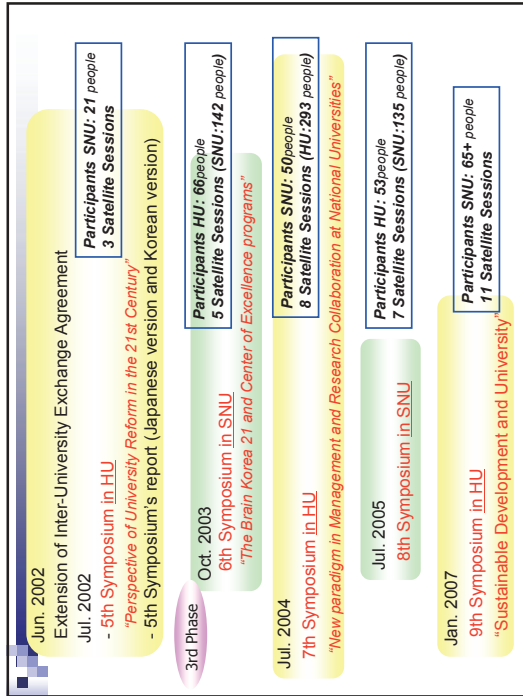 Jun. 2002
Extension of Inter-University Exchange Agreement
Jul. 2002
- 5th Symposium in HU
"Perspective of University Reform in the 21st Century"
- 5th Symposium's report (Japanese version and Korean version)
Participants SNU: 21 people
3 Satellite Sessions
3rd Phase
Oct. 2003
6th Symposium in SNU
"The Brain Korea 21 and Center of Excellence programs"
Participants HU: 66people
5 Satellite Sessions (SNU:142 people)
Jul. 2004
7th Symposium in HU
"New paradigm in Management and Research Collaboration at National Universities"
Participants SNU: 50people
8 Satellite Sessions (HU:293 people)
Jul. 2005
8th Symposium in SNU
Participants HU: 53people
7 Satellite Sessions (SNU:135 people)
Jan. 2007
9th Symposium in HU
"Sustainable Development and University"
Participants SNU: 65+ people
11 Satellite Sessions